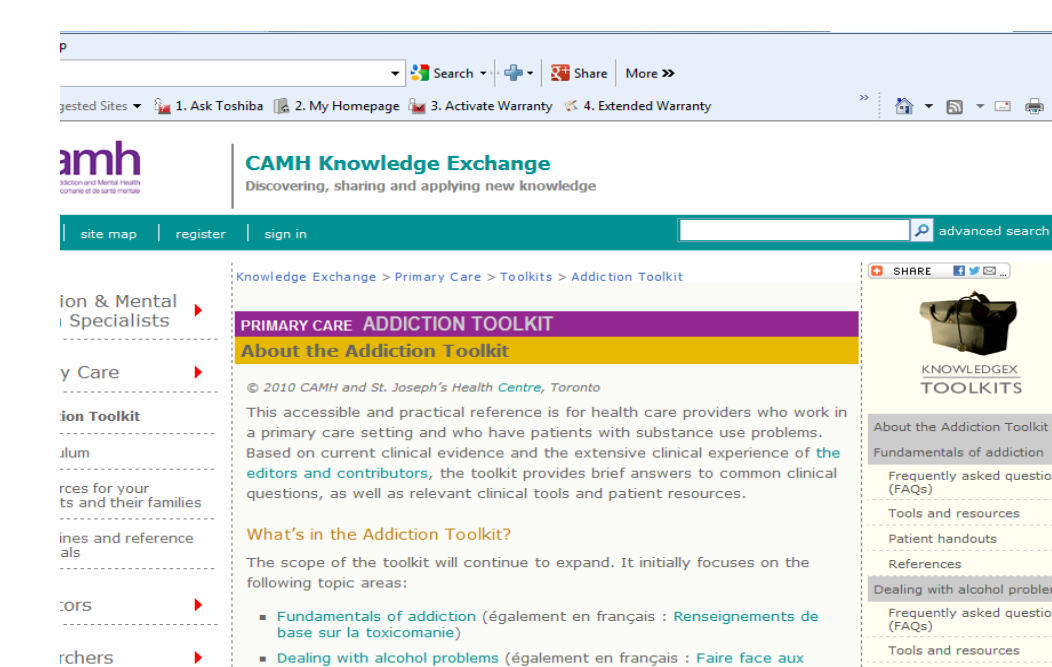 Search
Share
More »
gested Sites
1. Ask Toshiba
2. My Homepage
3. Activate Warranty
4. Extended Warranty
»
amh
CAMH Knowledge Exchange
Discovering, sharing and applying new knowledge
site map | register | sign in
advanced search
ion & Mental
Specialists
y Care
ion Toolkit
ulum
rces for your
ts and their families
ines and reference
als
tors
rchers
Knowledge Exchange > Primary Care > Toolkits > Addiction Toolkit
PRIMARY CARE ADDICTION TOOLKIT
About the Addiction Toolkit
© 2010 CAMH and St. Joseph's Health Centre, Toronto
This accessible and practical reference is for health care providers who work in
a primary care setting and who have patients with substance use problems.
Based on current clinical evidence and the extensive clinical experience of the
editors and contributors, the toolkit provides brief answers to common clinical
questions, as well as relevant clinical tools and patient resources.
What's in the Addiction Toolkit?
The scope of the toolkit will continue to expand. It initially focuses on the
following topic areas:
Fundamentals of addiction (également en français : Renseignements de
base sur la toxicomanie)
Dealing with alcohol problems (également en français : Faire face aux
SHARE
KNOWLEDGEX
TOOLKITS
About the Addiction Toolkit
Fundamentals of addiction
Frequently asked questio
(FAQs)
Tools and resources
Patient handouts
References
Dealing with alcohol proble
Frequently asked questio
(FAQs)
Tools and resources